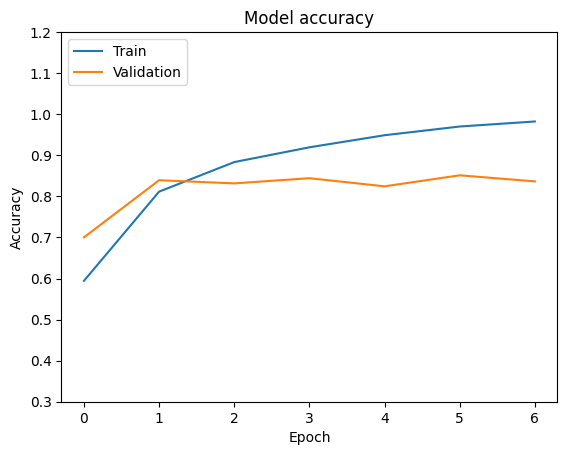 Model accuracy
Train
Validation
1.2
1.1
1.0
0.9
0.8
0.7
0.6
0.5
0.4
0.3
Accuracy
0 1 2 3 4 5 6
Epoch